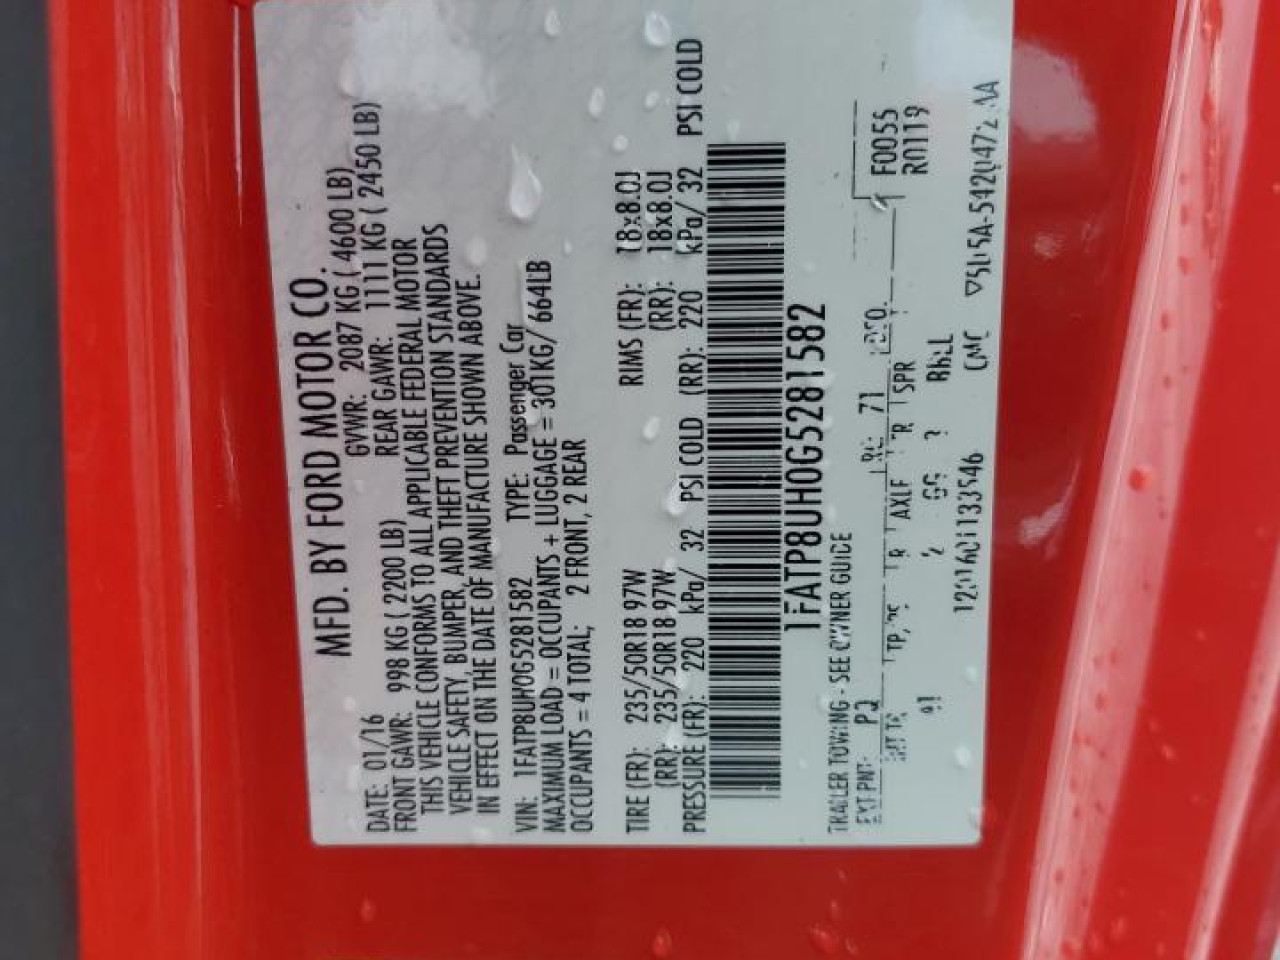 MFD. BY FORD MOTOR CO.
DATE: 01/16 GVWR: 2087 KG ( 4600 LB)
FRONT GAWR: 998 KG ( 2200 LB) REAR GAWR: 1111 KG ( 2450 LB)
THIS VEHICLE CONFORMS TO ALL APPLICABLE FEDERAL MOTOR
VEHICLE SAFETY, BUMPER, AND THEFT PREVENTION STANDARDS
IN EFFECT ON THE DATE OF MANUFACTURE SHOWN ABOVE.
VIN: 1FATP8UH0G5281582 TYPE: Passenger Car
MAXIMUM LOAD = OCCUPANTS + LUGGAGE = 301KG/ 664LB
OCCUPANTS = 4 TOTAL; 2 FRONT, 2 REAR
TIRE (FR): 235/50R18 97W RIMS (FR): 18x8.0J
(RR): 235/50R18 97W (RR): 18x8.0J
PRESSURE (FR): 220 kPa/ 32 PSI COLD (RR): 220 kPa/ 32 PSI COLD
1FATP8UH0G5281582
TRAILER TOWING - SEE OWNER GUIDE
EXT PNT: PQ 71 F0055
AXLE TR SPR R0119